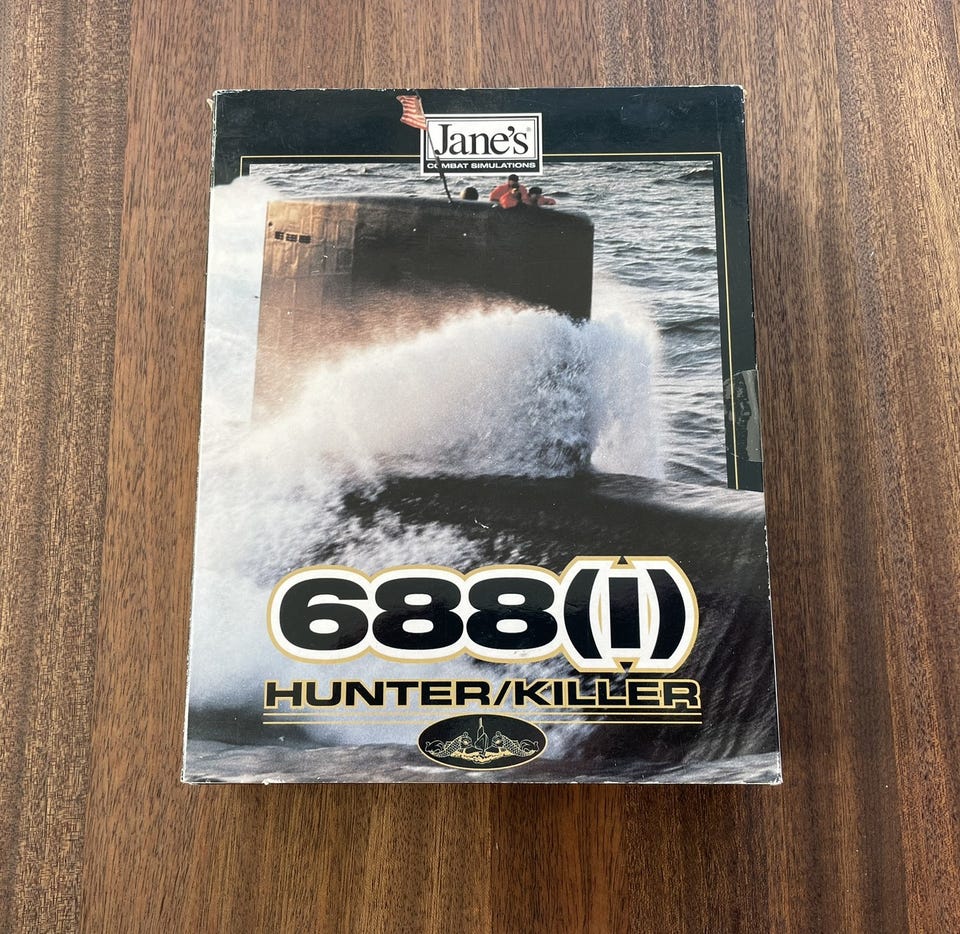 Jane's®
COMBAT SIMULATIONS
688(i)
HUNTER/KILLER